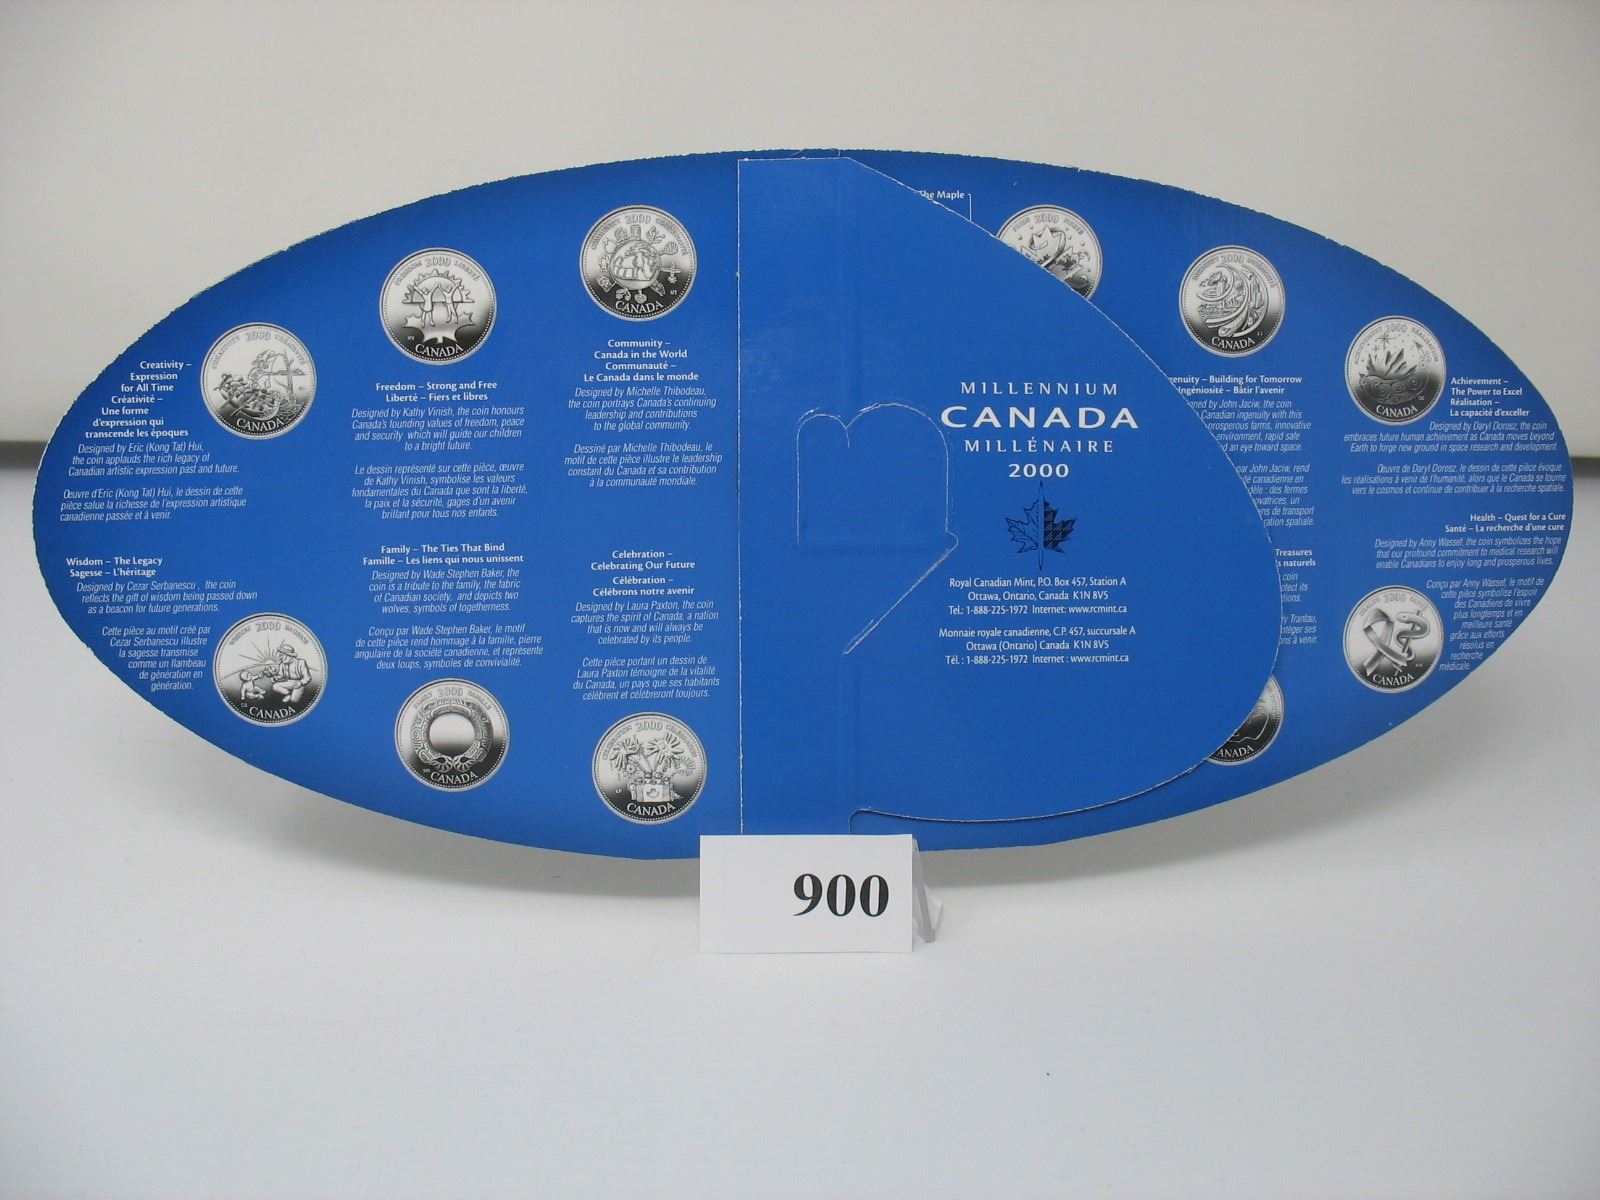 Creativity –
Expression
for All Time
Créativité –
Une forme
d'expression qui
transcende les époques
Designed by Eric (Kong Tat) Hui,
the coin applauds the rich legacy of
Canadian artistic expression past and future.
Œuvre d'Eric (Kong Tat) Hui, le dessin de cette
pièce salue la richesse de l'expression artistique
canadienne passée et à venir.
CREATIVITY 2000 CRÉATIVITÉ
CANADA
Wisdom – The Legacy
Sagesse – L'héritage
Designed by Cezar Serbanescu , the coin
reflects the gift of wisdom being passed down
as a beacon for future generations.
Cette pièce au motif créé par
Cezar Serbanescu illustre
la sagesse transmise
comme un flambeau
de génération en
génération.
WISDOM 2000 SAGESSE
CANADA
FREEDOM 2000 LIBERTÉ
CANADA
Freedom – Strong and Free
Liberté – Fiers et libres
Designed by Kathy Vinish, the coin honours
Canada's founding values of freedom, peace
and security which will guide our children
to a bright future.
Le dessin représenté sur cette pièce, œuvre
de Kathy Vinish, symbolise les valeurs
fondamentales du Canada que sont la liberté,
la paix et la sécurité, gages d'un avenir
brillant pour tous nos enfants.
Family – The Ties That Bind
Famille – Les liens qui nous unissent
Designed by Wade Stephen Baker, the
coin is a tribute to the family, the fabric
of Canadian society, and depicts two
wolves, symbols of togetherness.
Conçu par Wade Stephen Baker, le motif
de cette pièce rend hommage à la famille, pierre
angulaire de la société canadienne, et représente
deux loups, symboles de convivialité.
2000
CANADA
COMMUNITY 2000 COMMUNAUTÉ
CANADA
Community –
Canada in the World
Communauté –
Le Canada dans le monde
Designed by Michelle Thibodeau,
the coin portrays Canada's continuing
leadership and contributions
to the global community.
Dessiné par Michelle Thibodeau, le
motif de cette pièce illustre le leadership
constant du Canada et sa contribution
à la communauté mondiale.
Celebration –
Celebrating Our Future
Célébration –
Célébrons notre avenir
Designed by Laura Paxton, the coin
captures the spirit of Canada, a nation
that is now and will always be
celebrated by its people.
Cette pièce portant un dessin de
Laura Paxton témoigne de la vitalité
du Canada, un pays que ses habitants
célèbrent et célébreront toujours.
CELEBRATION 2000 CÉLÉBRATION
CANADA
MILLENNIUM
CANADA
MILLÉNAIRE
2000
Royal Canadian Mint, P.O. Box 457, Station A
Ottawa, Ontario, Canada K1N 8V5
Tel.: 1-888-225-1972 Internet: www.rcmint.ca
Monnaie royale canadienne, C.P. 457, succursale A
Ottawa (Ontario) Canada K1N 8V5
Tél. : 1-888-225-1972 Internet : www.rcmint.ca
The Maple
2000
2000
CANADA
enuity – Building for Tomorrow
Ingéniosité – Bâtir l'avenir
ned by John Jaciw, the coin
Canadian ingenuity with this
prosperous farms, innovative
environment, rapid safe
d an eye toward space.
par John Jaciw, rend
canadienne en
dèle : des fermes
novatrices, un
ns de transport
ration spatiale.
Treasures
s naturels
coin
otect its
tions.
ry Trantau,
ns à venir.
ANADA
ACHIEVEMENT 2000 RÉALISATION
CANADA
Achievement –
The Power to Excel
Réalisation –
La capacité d'exceller
Designed by Daryl Dorosz, the coin
embraces future human achievement as Canada moves beyond
Earth to forge new ground in space research and development.
Œuvre de Daryl Dorosz, le dessin de cette pièce évoque
les réalisations à venir de l'humanité, alors que le Canada se tourne
vers le cosmos et continue de contribuer à la recherche spatiale.
Health – Quest for a Cure
Santé – La recherche d'une cure
Designed by Anny Wassef, the coin symbolizes the hope
that our profound commitment to medical research will
enable Canadians to enjoy long and prosperous lives.
Conçu par Anny Wassef, le motif de
cette pièce symbolise l'espoir
des Canadiens de vivre
plus longtemps et en
meilleure santé
grâce aux efforts
résolus en
recherche
médicale.
HEALTH 2000
CANADA
900